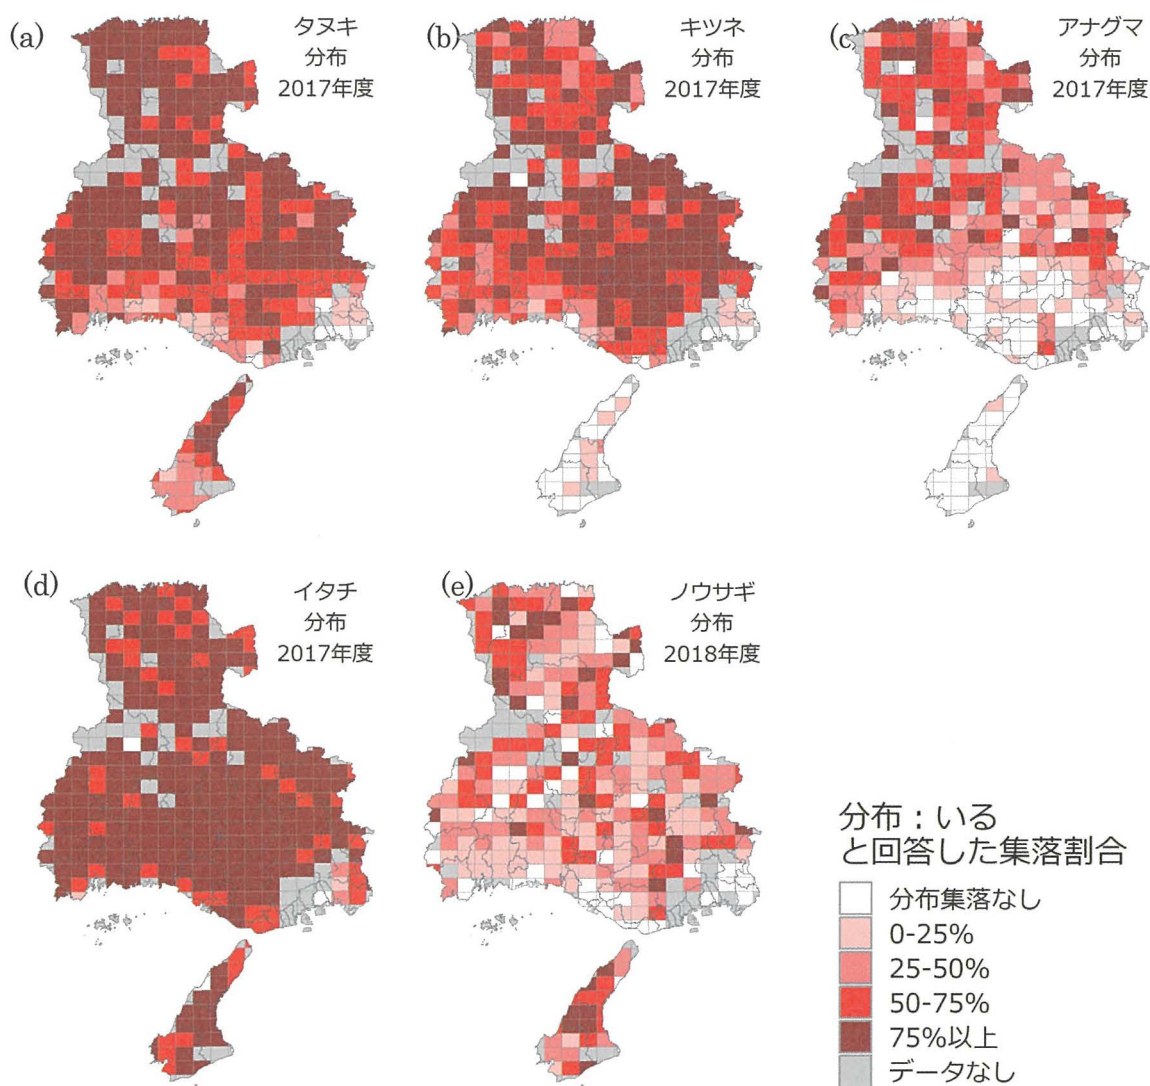 (a)
タヌキ
分布
2017年度
(b)
キツネ
分布
2017年度
(c)
アナグマ
分布
2017年度
(d)
イタチ
分布
2017年度
(e)
ノウサギ
分布
2018年度
分布：いる
と回答した集落割合
分布集落なし
0-25%
25-50%
50-75%
75%以上
データなし